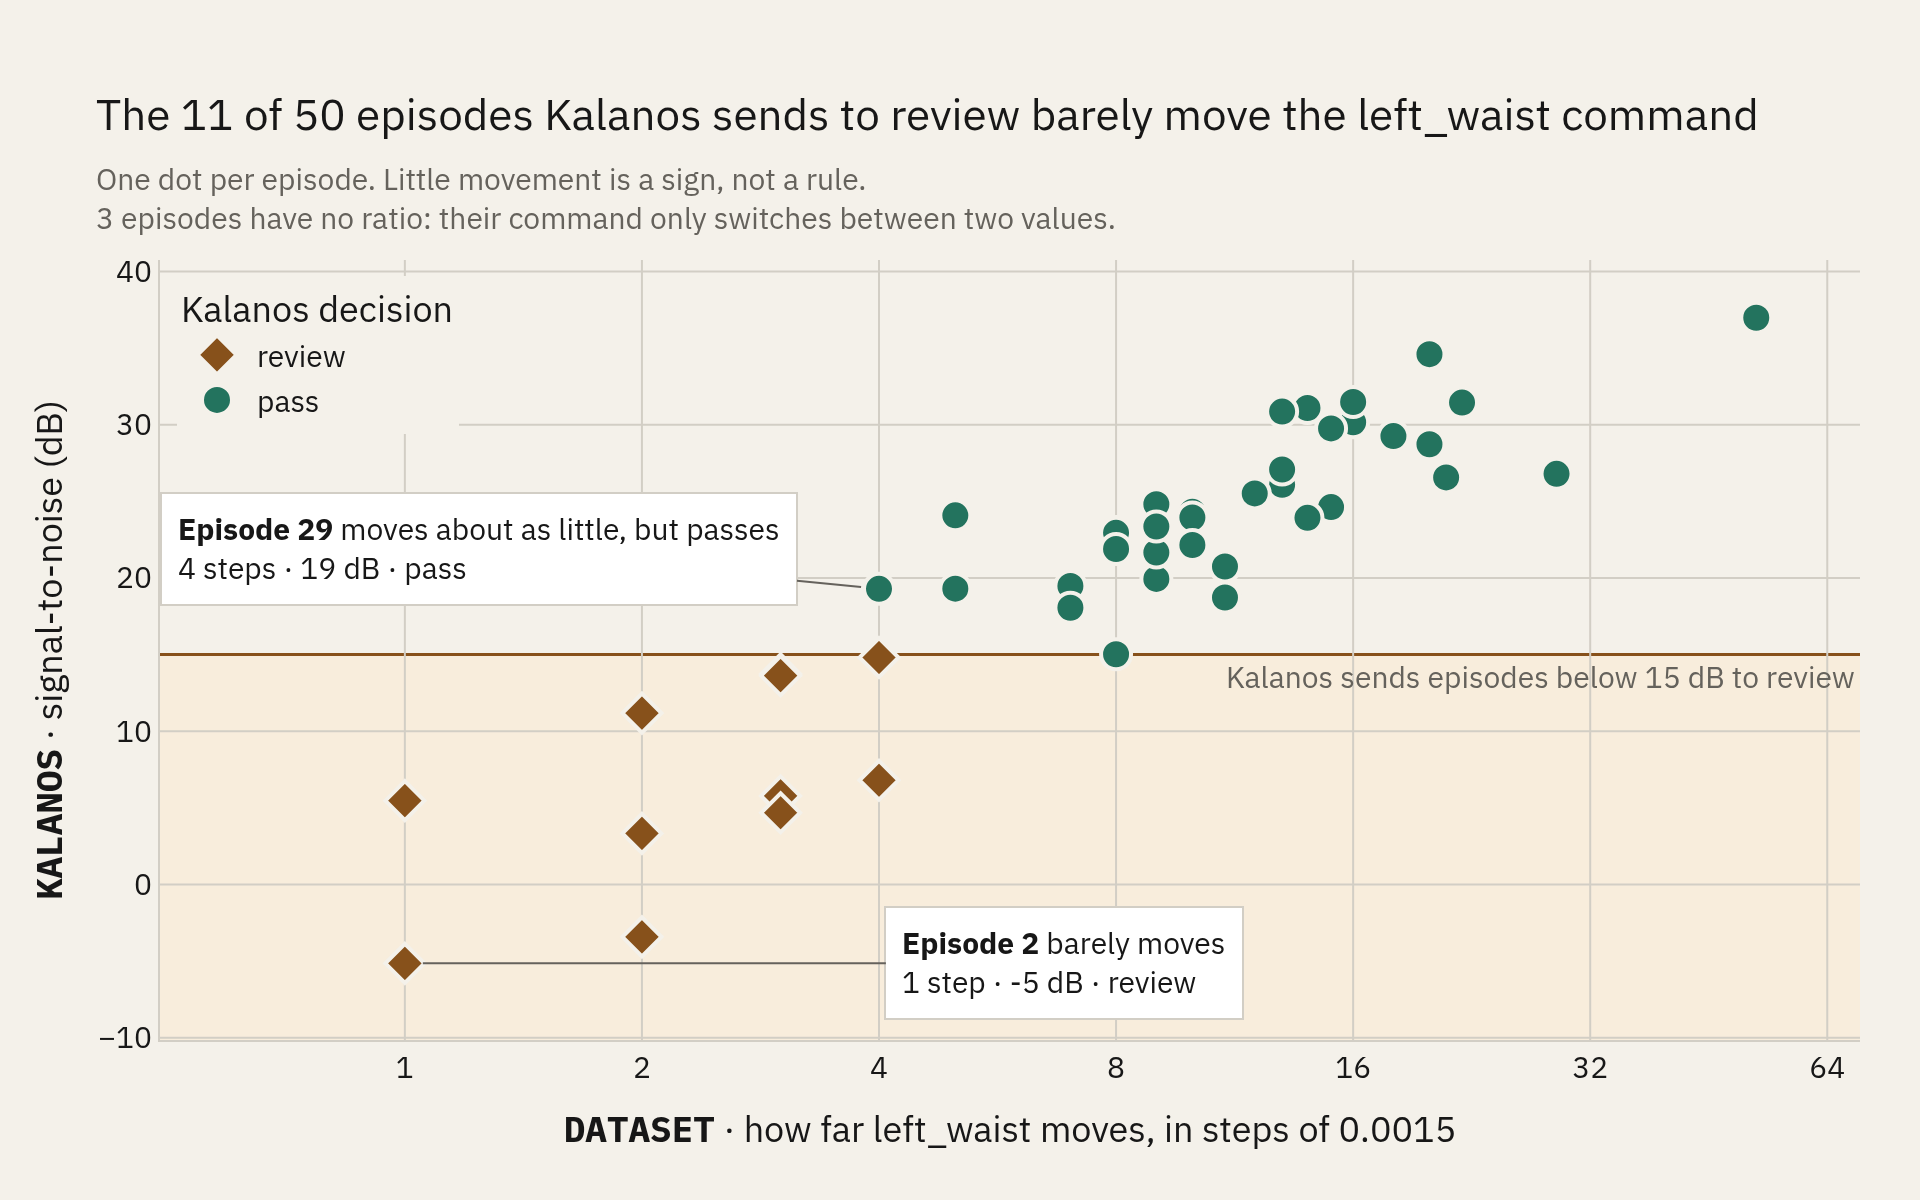 The 11 of 50 episodes Kalanos sends to review barely move the left_waist command
One dot per episode. Little movement is a sign, not a rule.
3 episodes have no ratio: their command only switches between two values.
40
30
20
10
0
−10
KALANOS · signal-to-noise (dB)
Kalanos decision
review
pass
Episode 29 moves about as little, but passes
4 steps · 19 dB · pass
Kalanos sends episodes below 15 dB to review
Episode 2 barely moves
1 step · -5 dB · review
1 2 4 8 16 32 64
DATASET · how far left_waist moves, in steps of 0.0015